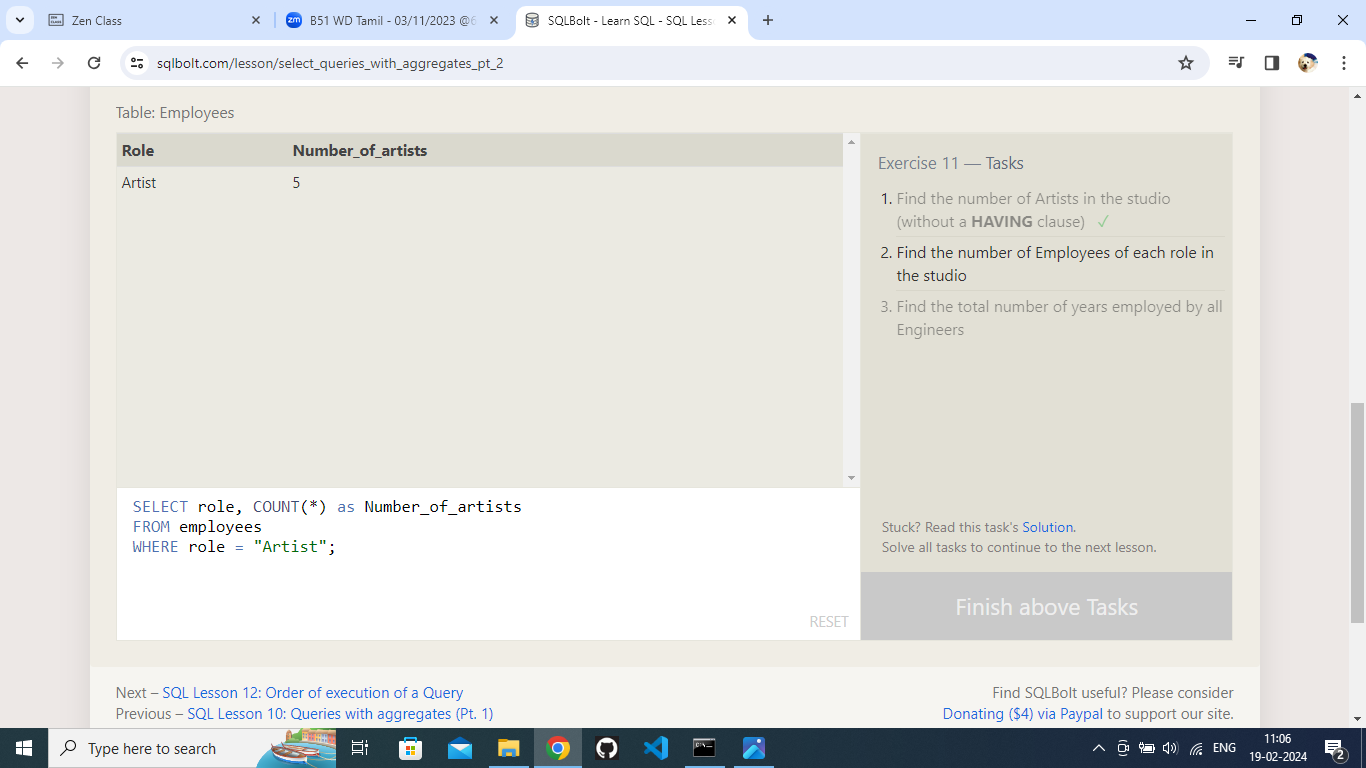 Zen Class
B51 WD Tamil - 03/11/2023 @6
SQLBolt - Learn SQL - SQL Less
sqlbolt.com/lesson/select_queries_with_aggregates_pt_2
Table: Employees
Role Number_of_artists
Artist 5
Exercise 11 — Tasks
1. Find the number of Artists in the studio
(without a HAVING clause) ✓
2. Find the number of Employees of each role in
the studio
3. Find the total number of years employed by all
Engineers
SELECT role, COUNT(*) as Number_of_artists
FROM employees
WHERE role = "Artist";
RESET
Stuck? Read this task's Solution.
Solve all tasks to continue to the next lesson.
Finish above Tasks
Next – SQL Lesson 12: Order of execution of a Query
Previous – SQL Lesson 10: Queries with aggregates (Pt. 1)
Find SQLBolt useful? Please consider
Donating ($4) via Paypal to support our site.
Type here to search
ENG
11:06
19-02-2024
2